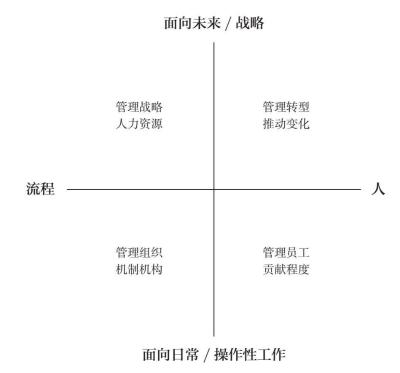 面向未来 / 战略
管理战略
人力资源
管理转型
推动变化
流程
人
管理组织
机制机构
管理员工
贡献程度
面向日常 / 操作性工作